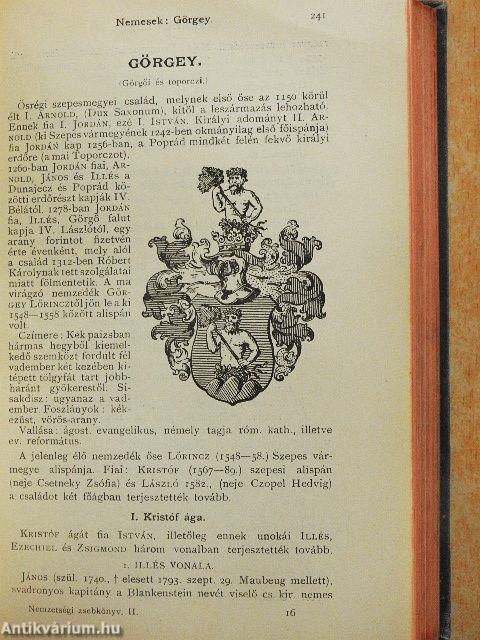 Nemesek: Görgey.
241
GÖRGEY.
(Görgői és toporczi.)
Ősrégi szepesmegyei család, melynek első őse az 1150 körül
élt I. ARNOLD, (Dux Saxonum), kitől a leszármazás lehozható.
Ennek fia I. JORDÁN, ezé I. ISTVÁN. Királyi adományt II. AR-
NOLD (ki Szepes vármegyének 1242-ben okmányilag első főispánja)
fia JORDÁN kap 1256-ban, a Poprád mindkét felén fekvő királyi
erdőre (a mai Toporczot).
1260-ban JORDÁN fiai, AR-
NOLD, JÁNOS és ILLÉS a
Dunajecz és Poprád kö-
zötti erdőrészt kapják IV.
Bélától. 1278-ban JORDÁN
fia, ILLÉS, Görgő falut
kapja IV. Lászlótól, egy
arany forintot fizetvén
érte évenként, mely alól
a család 1312-ben Róbert
Károlynak tett szolgálatai
miatt fölmentetik. A ma
virágzó nemzedék GÖR-
GEY LŐRINCZTŐL jön le a ki
1548—1558 között alispán
volt.
Czímere: Kék paizsban
hármas hegyből kiemel-
kedő szemközt fordult fél
vadember két kezében ki-
tépett tölgyfát tart jobb-
haránt gyökerestől. Si-
sakdisz: ugyanaz a vad-
ember. Foszlányok: kék-
ezüst, vörös-arany.
Vallása: ágost. evangelikus, némely tagja róm. kath., illetve
ev. református.
A jelenleg élő nemzedék őse LŐRINCZ (1548—58.) Szepes vár-
megye alispánja. Fiai: KRISTÓF (1567—89.) szepesi alispán
(neje Csetneky Zsófia) és LÁSZLÓ 1582., (neje Czopel Hedvig)
a családot két főágban terjesztették tovább.
I. Kristóf ága.
KRISTÓF ágát fia ISTVÁN, illetőleg ennek unokái ILLÉS,
EZECHIEL és ZSIGMOND három vonalban terjesztették tovább.
1. ILLÉS VONALA.
JÁNOS (szül. 1740., † elesett 1793. szept. 29. Maubeug mellett),
svadronyos kapitány a Blankenstein nevét viselő cs. kir. nemes
Nemzetségi zsebkönyv. II.
16
Antikvárium.hu